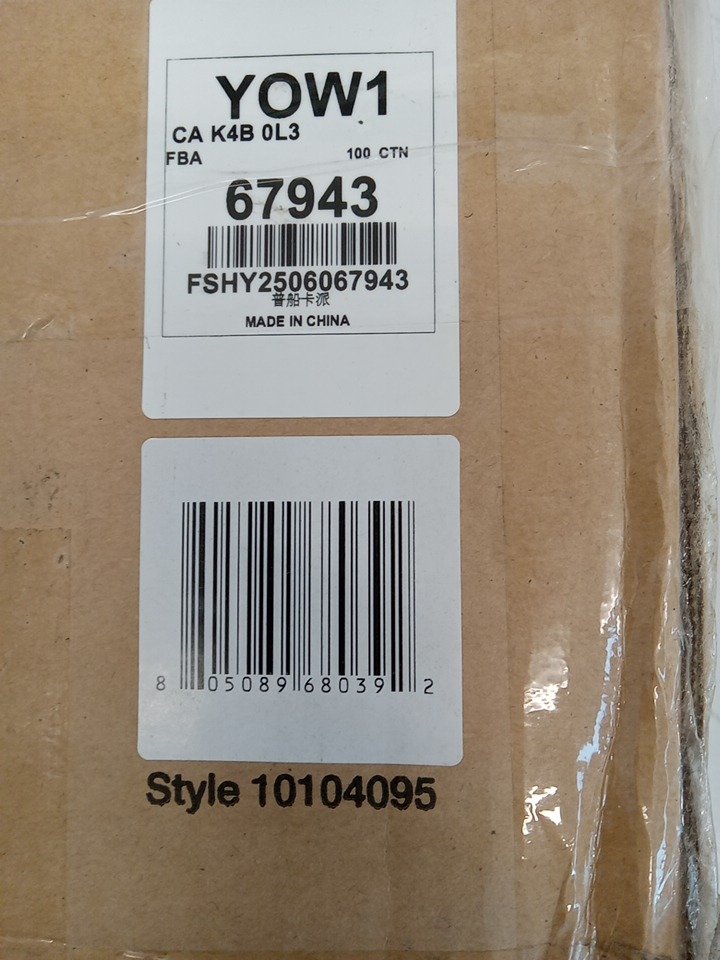 YOW1
CA K4B 0L3
FBA 100 CTN
67943
FSHY2506067943
普船卡派
MADE IN CHINA
8 05089 68039 2
Style 10104095